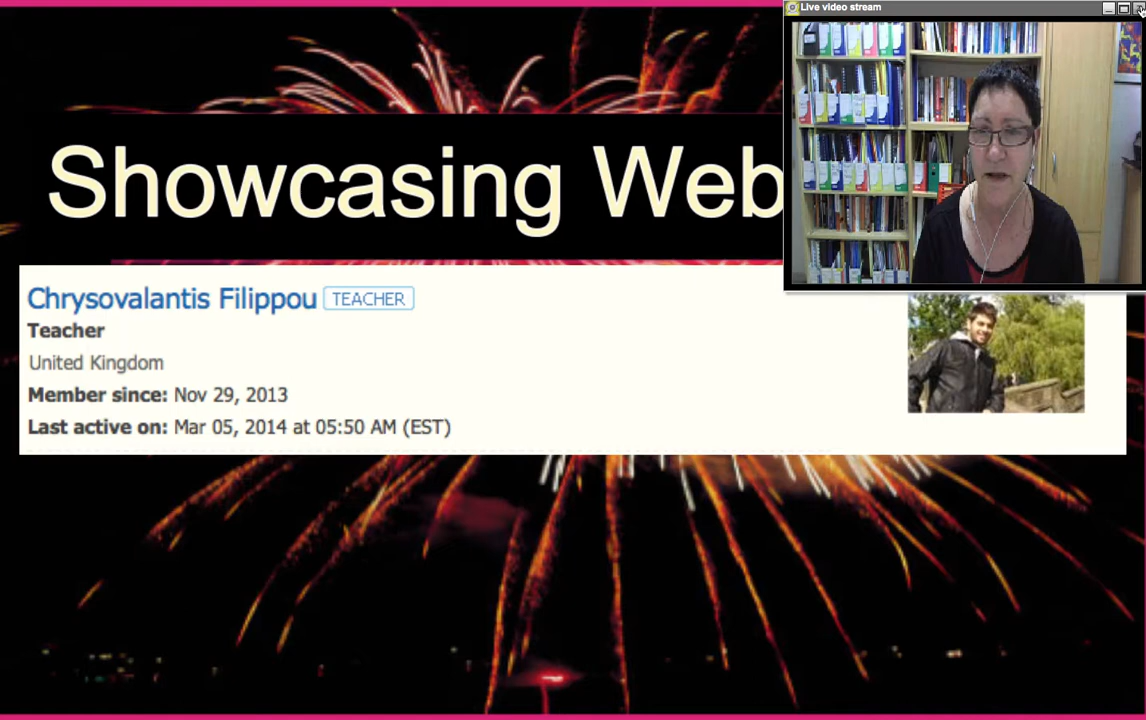 Live video stream
Showcasing Web
Chrysovalantis Filippou TEACHER
Teacher
United Kingdom
Member since: Nov 29, 2013
Last active on: Mar 05, 2014 at 05:50 AM (EST)